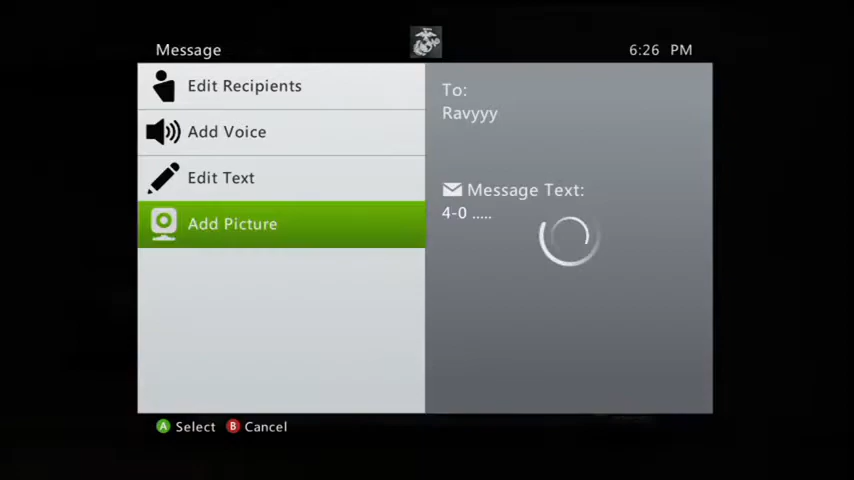 Message
6:26 PM
Edit Recipients
Add Voice
Edit Text
Add Picture
To:
Ravyyy
Message Text:
4-0 .....
A Select B Cancel